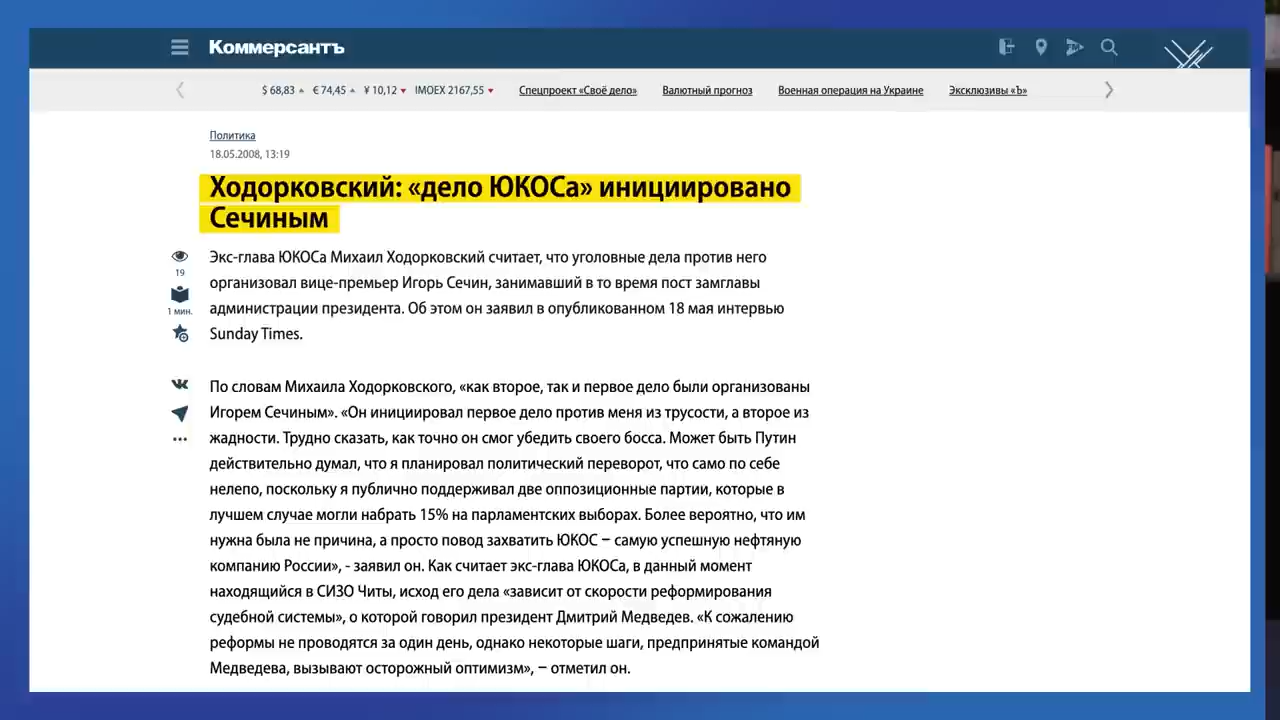 Коммерсантъ
$ 68,83 € 74,45 ¥ 10,12 IMOEX 2167,55 Спецпроект «Своё дело» Валютный прогноз Военная операция на Украине Эксклюзивы «Ъ»
Политика
18.05.2008, 13:19
Ходорковский: «дело ЮКОСа» инициировано
Сечиным
Экс-глава ЮКОСа Михаил Ходорковский считает, что уголовные дела против него
19
организовал вице-премьер Игорь Сечин, занимавший в то время пост замглавы
1 мин.
администрации президента. Об этом он заявил в опубликованном 18 мая интервью
Sunday Times.
По словам Михаила Ходорковского, «как второе, так и первое дело были организованы
Игорем Сечиным». «Он инициировал первое дело против меня из трусости, а второе из
жадности. Трудно сказать, как точно он смог убедить своего босса. Может быть Путин
действительно думал, что я планировал политический переворот, что само по себе
нелепо, поскольку я публично поддерживал две оппозиционные партии, которые в
лучшем случае могли набрать 15% на парламентских выборах. Более вероятно, что им
нужна была не причина, а просто повод захватить ЮКОС – самую успешную нефтяную
компанию России», - заявил он. Как считает экс-глава ЮКОСа, в данный момент
находящийся в СИЗО Читы, исход его дела «зависит от скорости реформирования
судебной системы», о которой говорил президент Дмитрий Медведев. «К сожалению
реформы не проводятся за один день, однако некоторые шаги, предпринятые командой
Медведева, вызывают осторожный оптимизм», – отметил он.